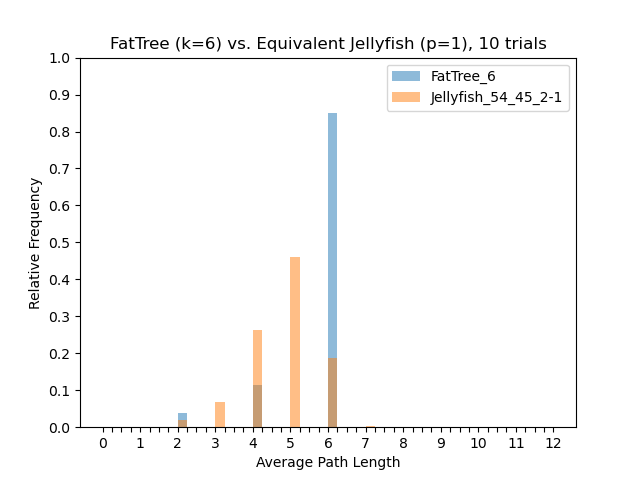 FatTree (k=6) vs. Equivalent Jellyfish (p=1), 10 trials
FatTree_6
Jellyfish_54_45_2-1
Relative Frequency
1.0
0.9
0.8
0.7
0.6
0.5
0.4
0.3
0.2
0.1
0.0
0 1 2 3 4 5 6 7 8 9 10 11 12
Average Path Length